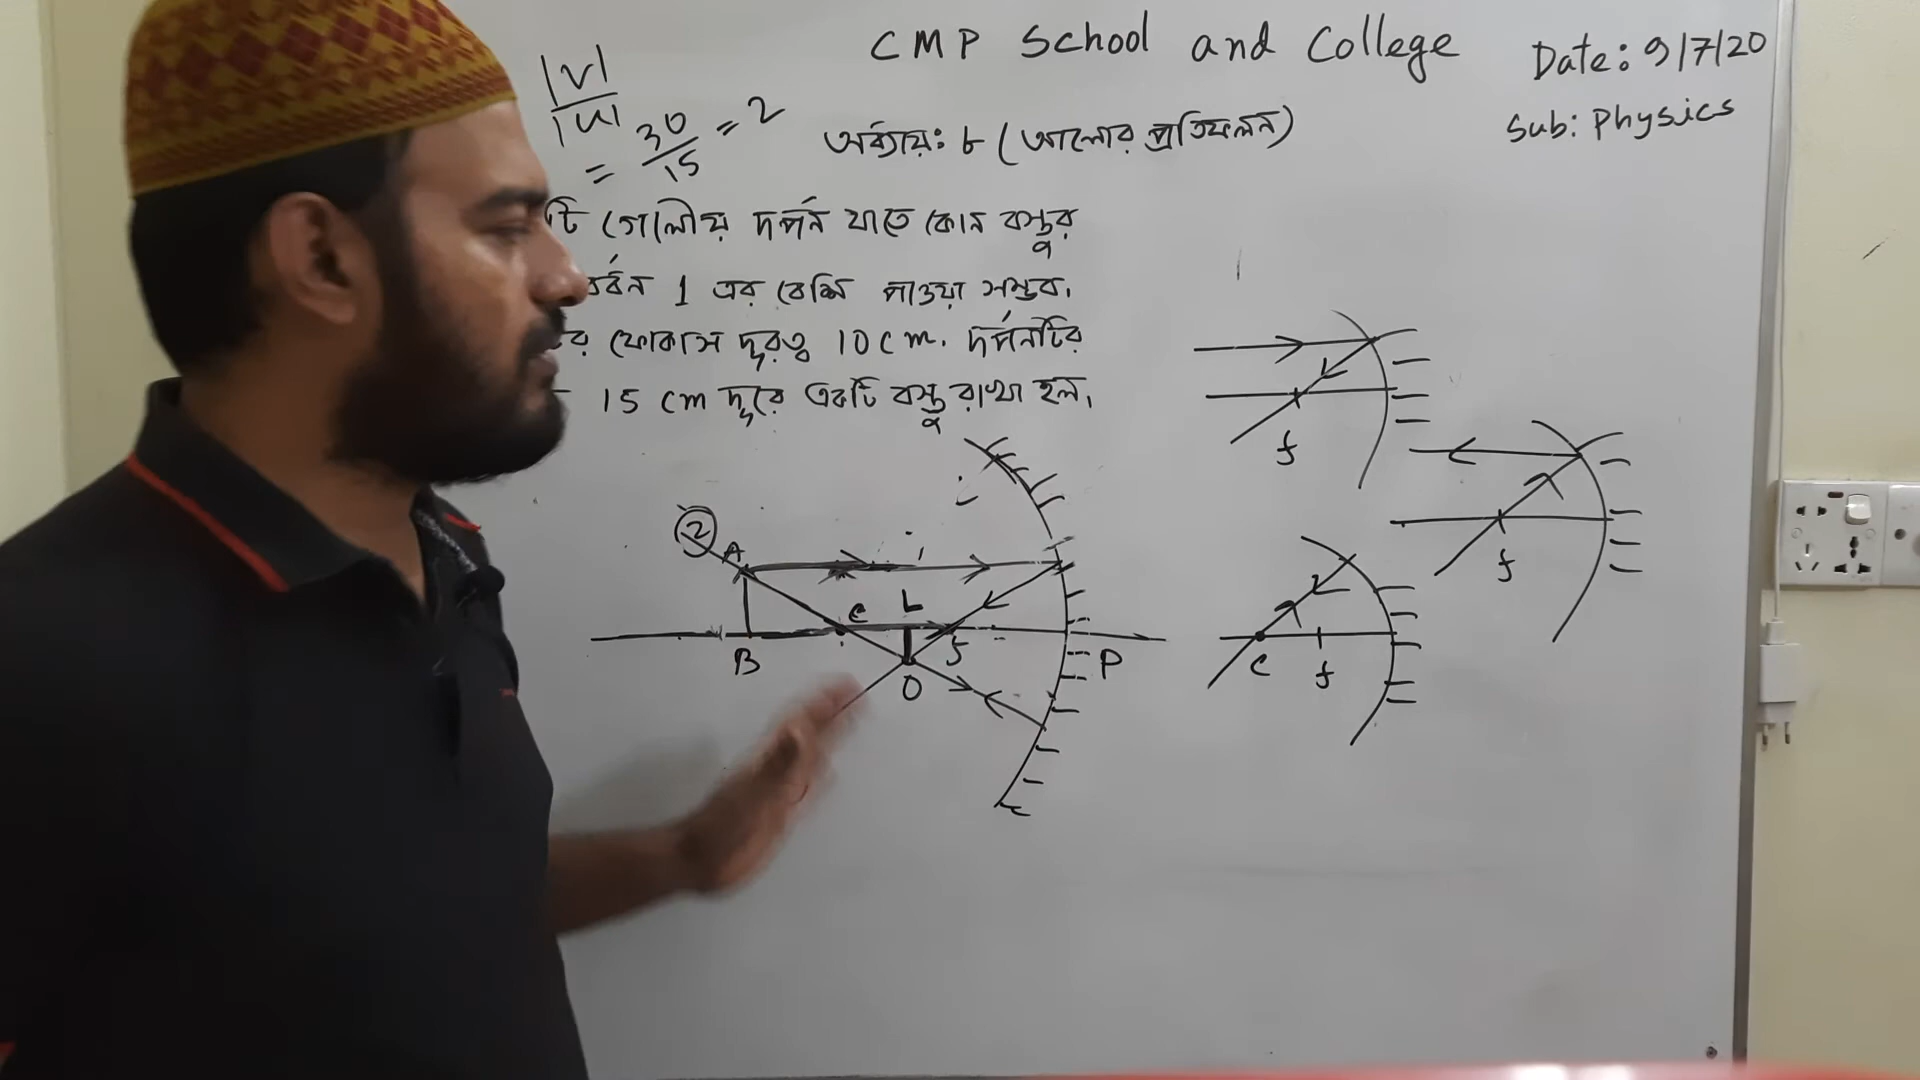 CMP School and College
Date: 9/7/20
Sub: Physics
|v|
|u|
= 30/15 = 2
অধ্যায়: ৮ (আলোর প্রতিফলন)
টি গোলীয় দর্পন যাতে কোন বস্তুর
র্ধন 1 এর বেশি পাওয়া সম্ভব।
র ফোকাস দূরত্ব 10cm. দর্পনটির
15 cm দূরে একটি বস্তু রাখা হল।
f
f
C f
2 A
C L
B f P
O